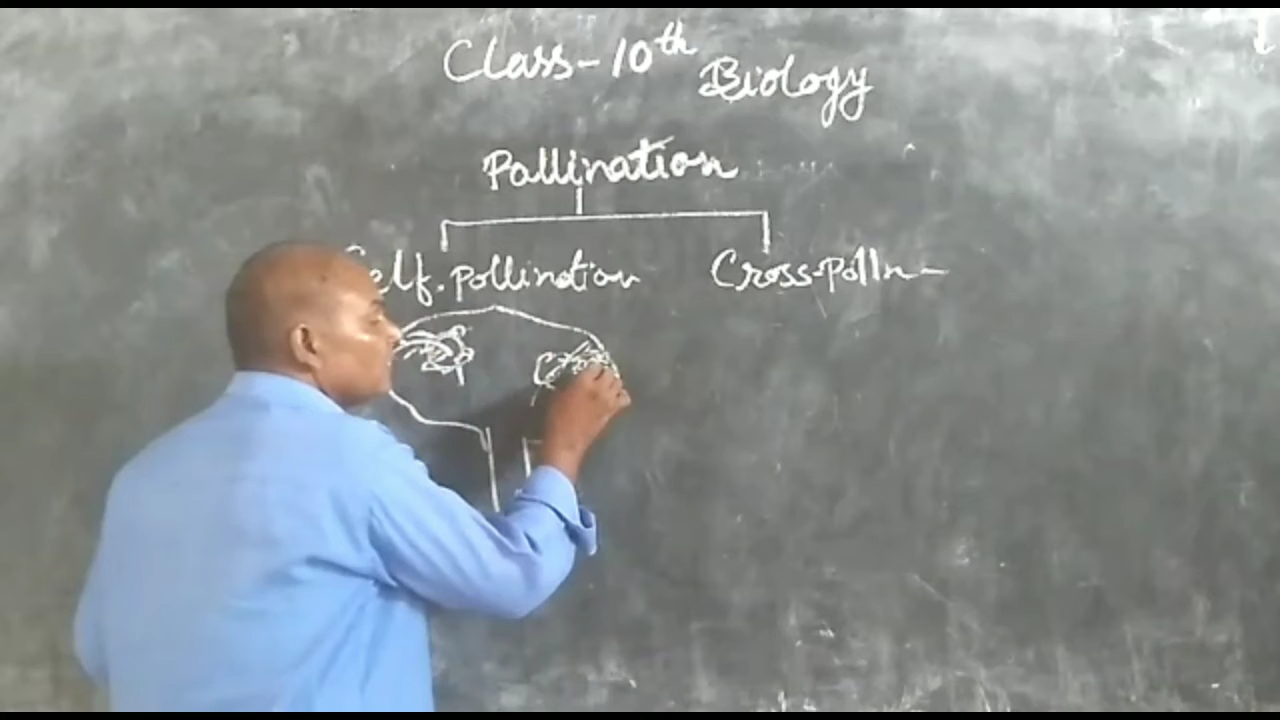 Class-10th
Biology
Pallination
Self.pollination
Cross-polln-